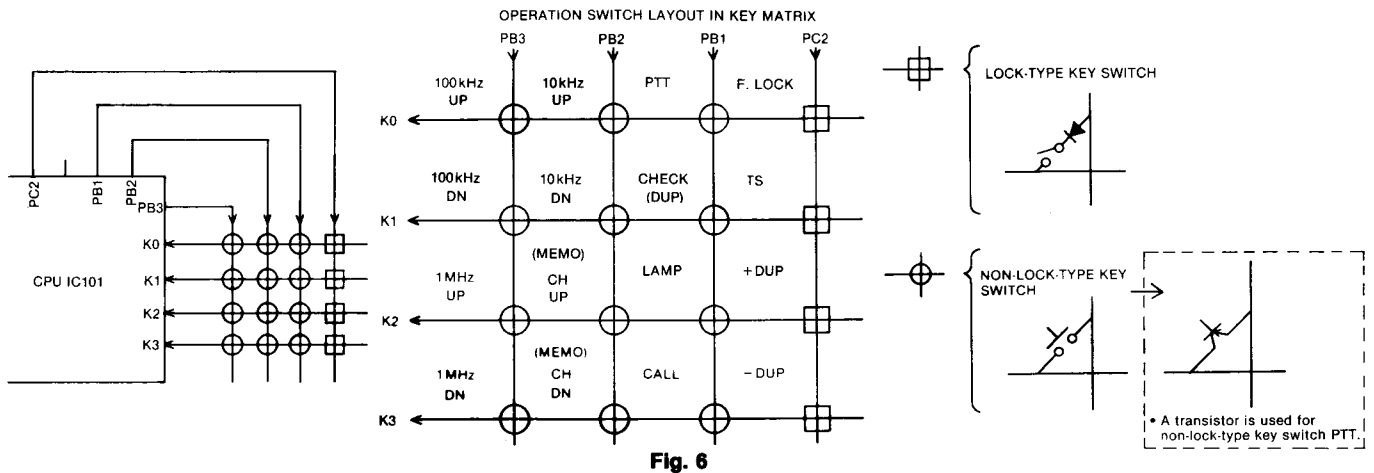 OPERATION SWITCH LAYOUT IN KEY MATRIX
PB3 PB2 PB1 PC2
100kHz UP
10kHz UP
PTT
F. LOCK
K0
100kHz DN
10kHz DN
CHECK (DUP)
TS
K1
1MHz UP
(MEMO) CH UP
LAMP
+DUP
K2
1MHz DN
(MEMO) CH DN
CALL
−DUP
K3
PC2
PB1
PB2
PB3
K0
K1
K2
K3
CPU IC101
LOCK-TYPE KEY SWITCH
NON-LOCK-TYPE KEY
SWITCH
• A transistor is used for
non-lock-type key switch PTT.
Fig. 6